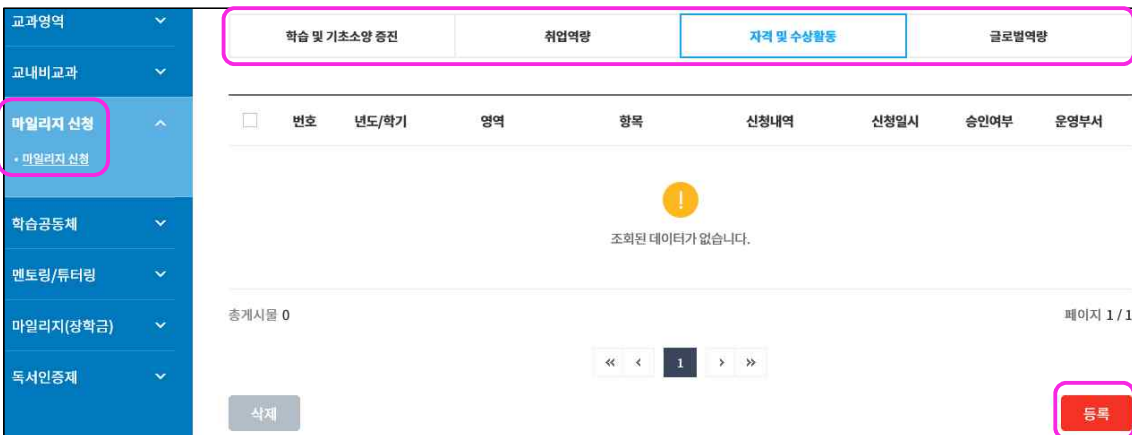 교과영역
교내비교과
마일리지 신청
• 마일리지 신청
학습공동체
멘토링/튜터링
마일리지(장학금)
독서인증제
학습 및 기초소양 증진 취업역량 자격 및 수상활동 글로벌역량
번호 년도/학기 영역 항목 신청내역 신청일시 승인여부 운영부서
조회된 데이터가 없습니다.
총게시물 0 페이지 1 / 1
« ‹ 1 › »
삭제 등록